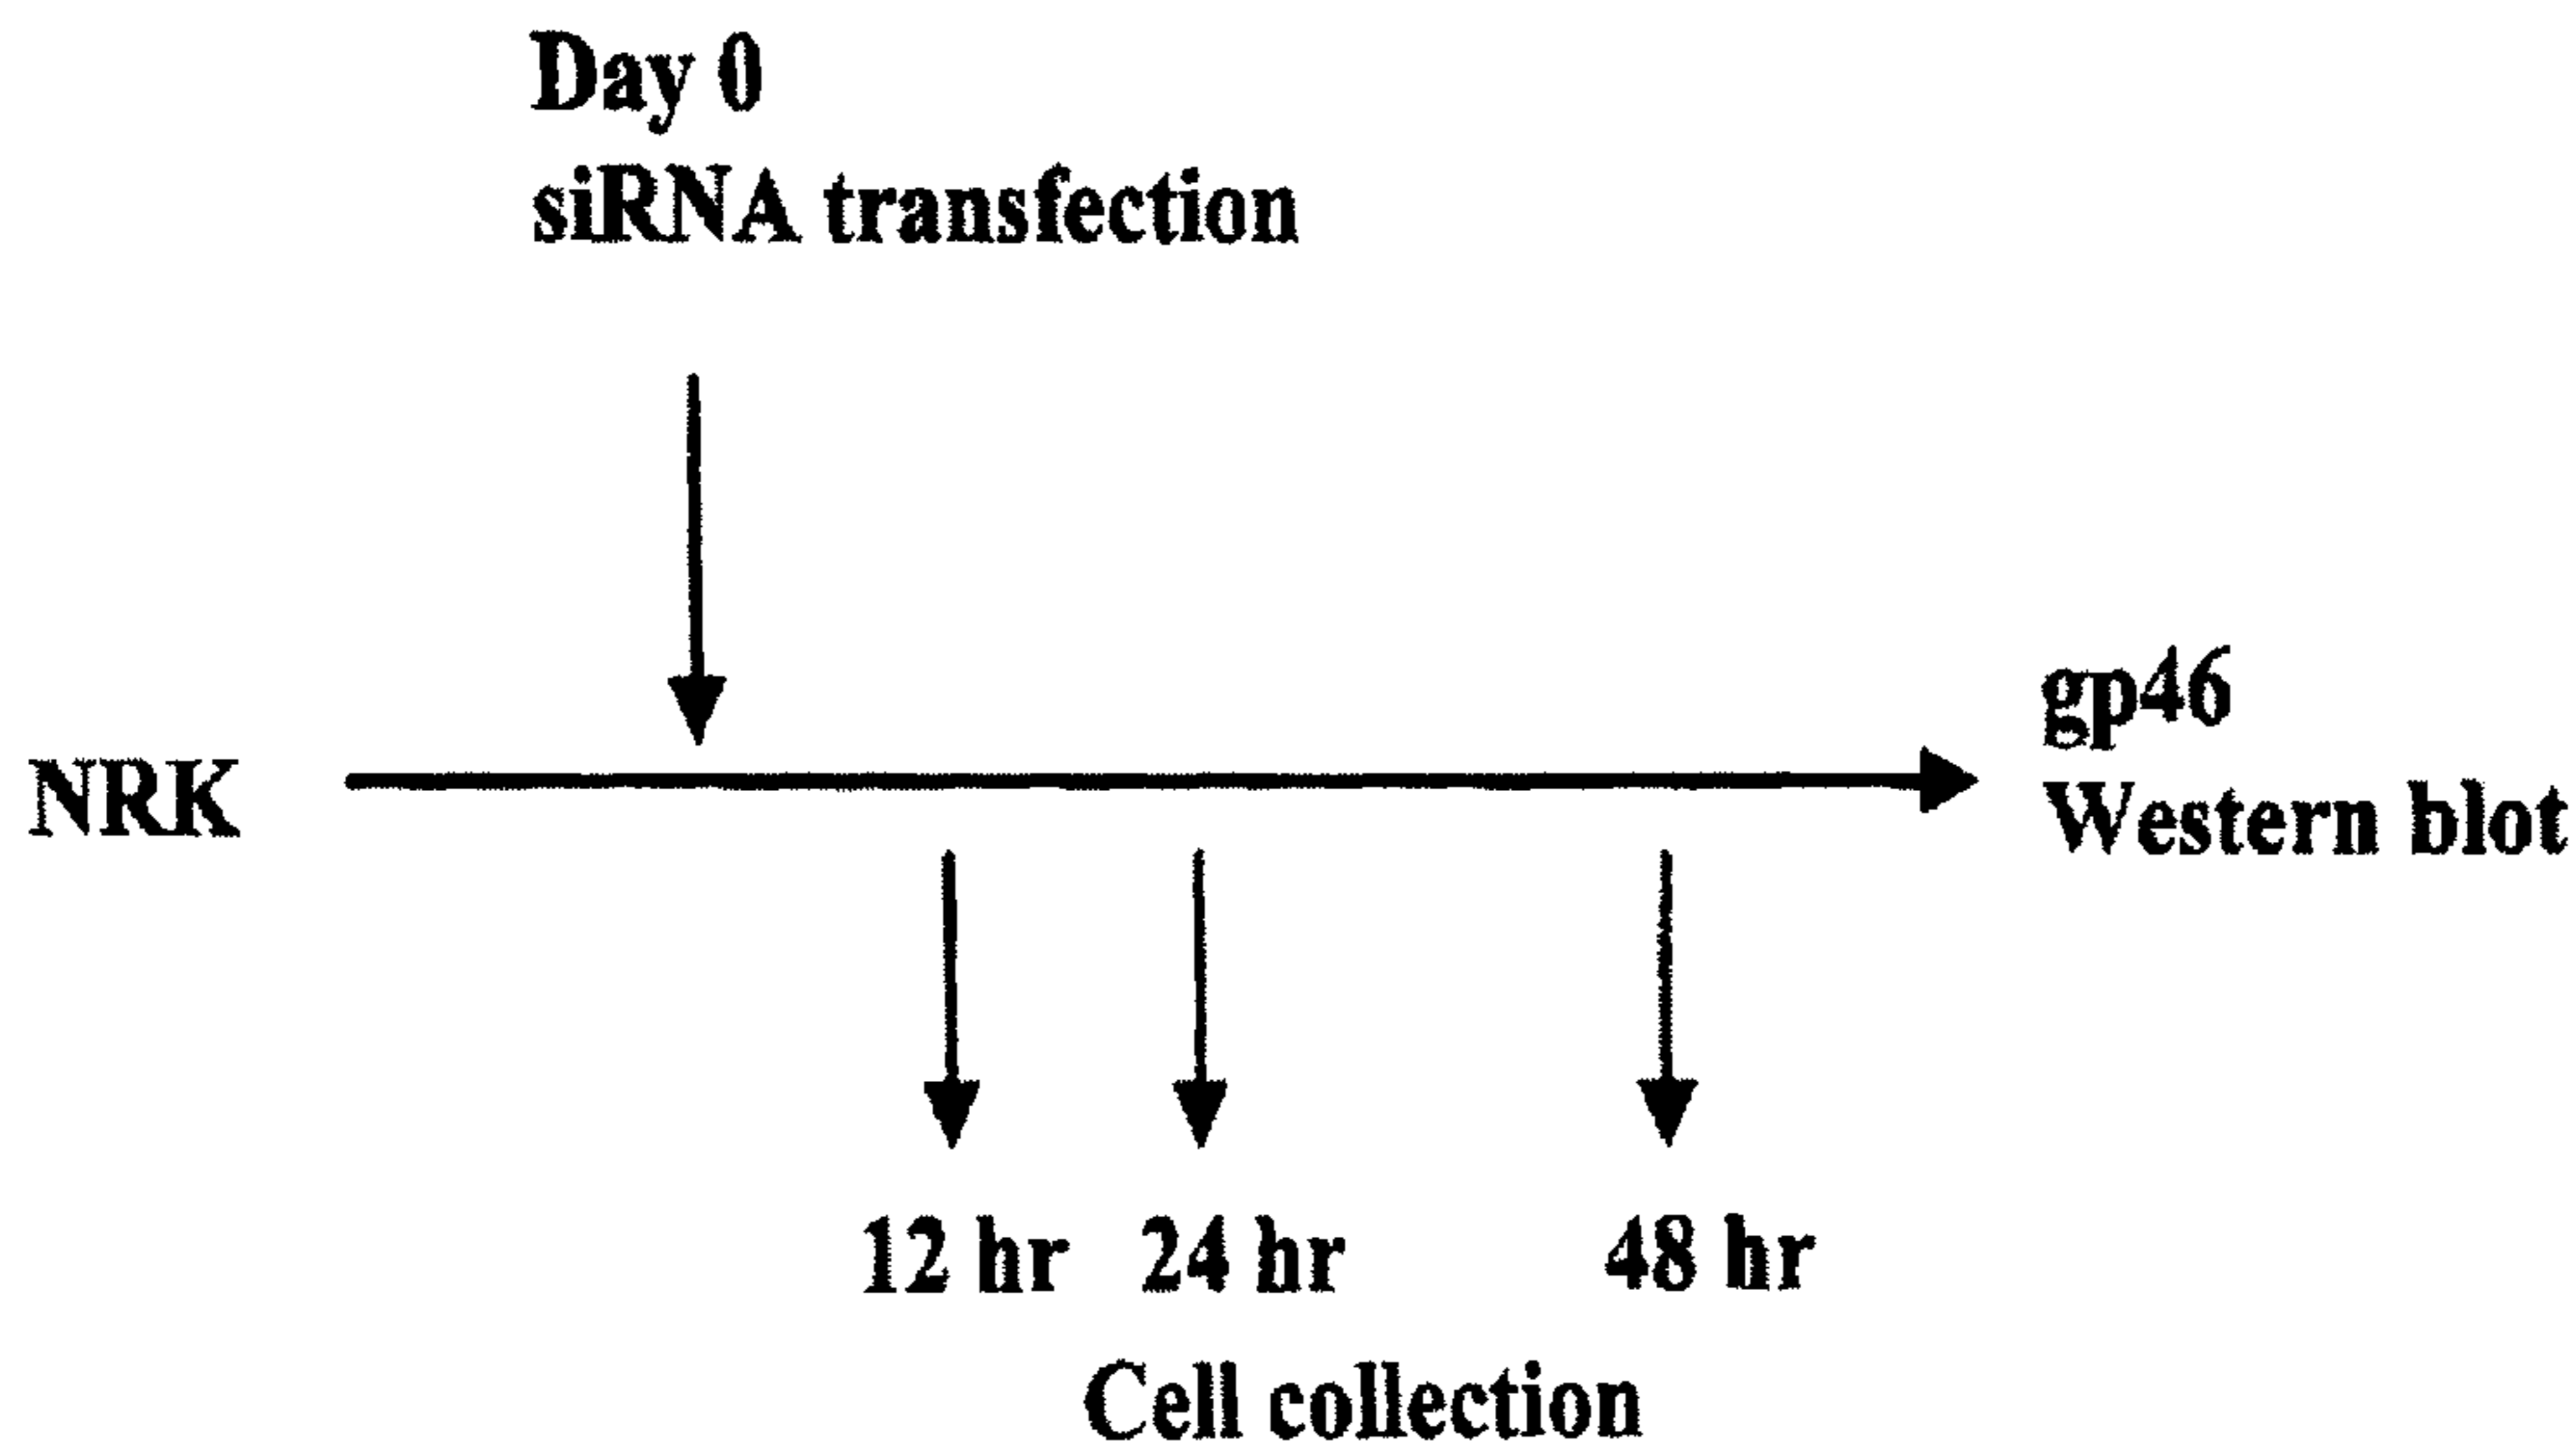 Day 0
siRNA transfection
NRK
gp46
Western blot
12 hr
24 hr
48 hr
Cell collection